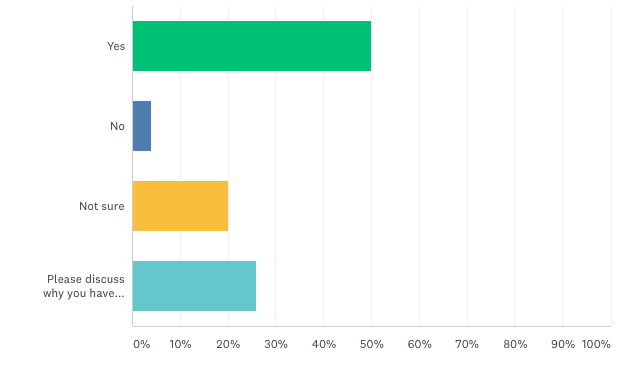 Yes
No
Not sure
Please discuss
why you have...
0% 10% 20% 30% 40% 50% 60% 70% 80% 90% 100%